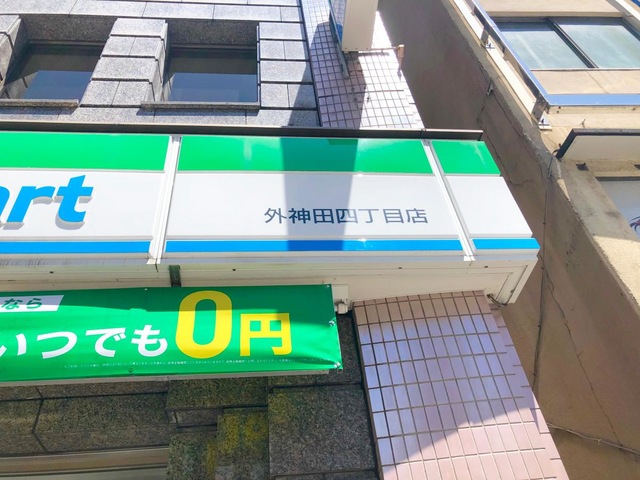 art
外神田四丁目店
なら
いつでも0円